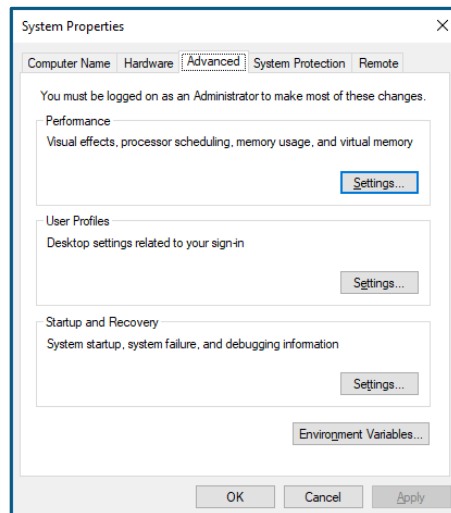 System Properties
Computer Name Hardware Advanced System Protection Remote
You must be logged on as an Administrator to make most of these changes.
Performance
Visual effects, processor scheduling, memory usage, and virtual memory
Settings...
User Profiles
Desktop settings related to your sign-in
Settings...
Startup and Recovery
System startup, system failure, and debugging information
Settings...
Environment Variables...
OK Cancel Apply